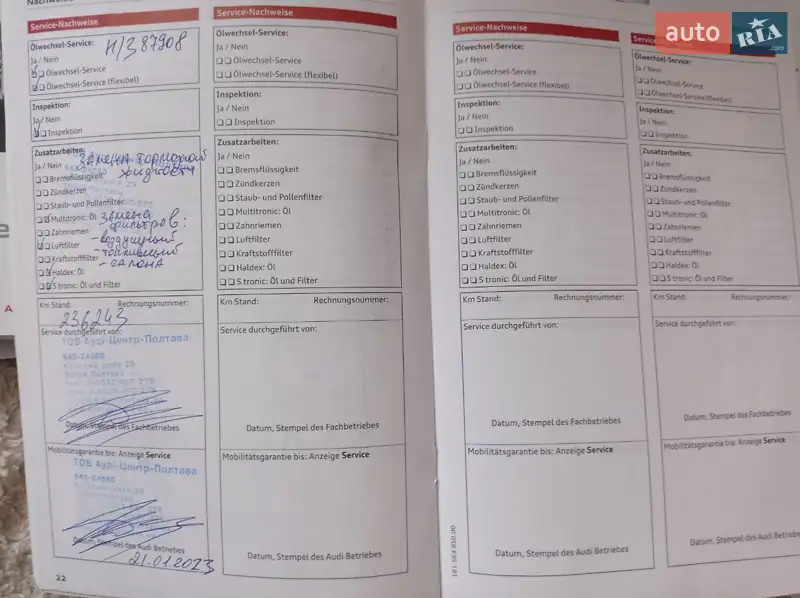 Service-Nachweise
Ölwechsel-Service: Н/З 87908
Ja / Nein
Ölwechsel-Service
Ölwechsel-Service (flexibel)
Inspektion:
Ja / Nein
Inspektion
Zusatzarbeiten: замена тормозной
Ja / Nein жидкости
Bremsflüssigkeit
Zündkerzen
Staub- und Pollenfilter
Multitronic: Öl замена
Zahnriemen фильтров:
Luftfilter - воздушный
Kraftstofffilter - топливный
Haldex: Öl - салона
S tronic: Öl und Filter
Km Stand: Rechnungsnummer:
236243
Service durchgeführt von:
ТОВ Ауді-Центр-Полтава
Datum, Stempel des Fachbetriebes
Mobilitätsgarantie bis: Anzeige Service
ТОВ Ауді-Центр-Полтава
Datum, Stempel des Audi Betriebes
21.01.2023
22
Service-Nachweise
Ölwechsel-Service:
Ja / Nein
Ölwechsel-Service
Ölwechsel-Service (flexibel)
Inspektion:
Ja / Nein
Inspektion
Zusatzarbeiten:
Ja / Nein
Bremsflüssigkeit
Zündkerzen
Staub- und Pollenfilter
Multitronic: Öl
Zahnriemen
Luftfilter
Kraftstofffilter
Haldex: Öl
S tronic: Öl und Filter
Km Stand: Rechnungsnummer:
Service durchgeführt von:
Datum, Stempel des Fachbetriebes
Mobilitätsgarantie bis: Anzeige Service
Datum, Stempel des Audi Betriebes
Service-Nachweise
Ölwechsel-Service:
Ja / Nein
Ölwechsel-Service
Ölwechsel-Service (flexibel)
Inspektion:
Ja / Nein
Inspektion
Zusatzarbeiten:
Ja / Nein
Bremsflüssigkeit
Zündkerzen
Staub- und Pollenfilter
Multitronic: Öl
Zahnriemen
Luftfilter
Kraftstofffilter
Haldex: Öl
S tronic: Öl und Filter
Km Stand: Rechnungsnummer:
Service durchgeführt von:
Datum, Stempel des Fachbetriebes
Mobilitätsgarantie bis: Anzeige Service
Datum, Stempel des Audi Betriebes
auto RIA
.com
Ölwechsel-Service:
Ja / Nein
Ölwechsel-Service
Ölwechsel-Service (flexibel)
Inspektion:
Ja / Nein
Inspektion
Zusatzarbeiten:
Ja / Nein
Bremsflüssigkeit
Zündkerzen
Staub- und Pollenfilter
Multitronic: Öl
Zahnriemen
Luftfilter
Kraftstofffilter
Haldex: Öl
S tronic: Öl und Filter
Km Stand: Rechnungsnummer:
Service durchgeführt von:
Datum, Stempel des Fachbetriebes
Mobilitätsgarantie bis: Anzeige Service
Datum, Stempel des Audi Betriebes